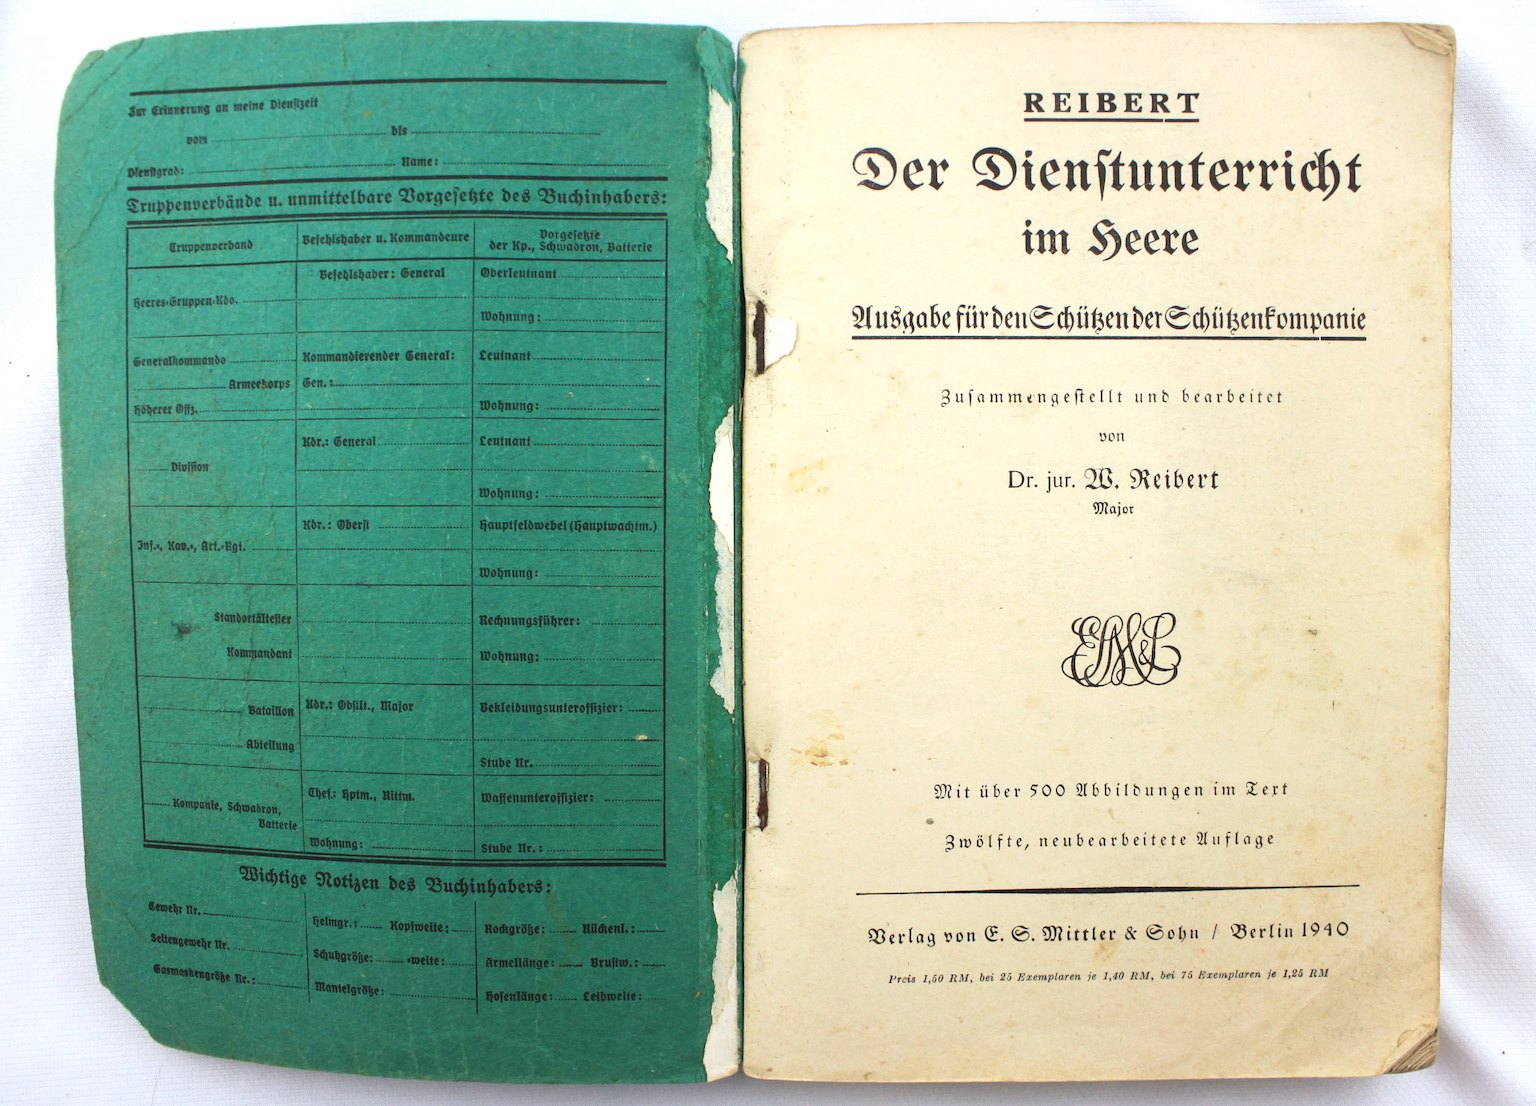 Zur Erinnerung an meine Dienstzeit
vom bis
Dienstgrad: Name:
Truppenverbände u. unmittelbare Vorgesetzte des Buchinhabers:
Truppenverband
Befehlshaber u. Kommandeure
Vorgesetzte
der Kp., Schwadron, Batterie
Heeres-Gruppen-Kdo.
Befehlshaber: General
Oberleutnant
Wohnung:
Generalkommando
Armeekorps
Höherer Offz.
Kommandierender General:
Gen.:
Leutnant
Wohnung:
Division
Kdr.: General
Leutnant
Wohnung:
Inf.-, Kav.-, Art.-Rgt.
Kdr.: Oberst
Hauptfeldwebel (Hauptwachtm.)
Wohnung:
Standortältester
Kommandant
Rechnungsführer:
Wohnung:
Bataillon
Abteilung
Kdr.: Obstlt., Major
Bekleidungsunteroffizier:
Stube Nr.
Kompanie, Schwadron,
Batterie
Chef.: Hptm., Rittm.
Wohnung:
Waffenunteroffizier:
Stube Nr.:
Wichtige Notizen des Buchinhabers:
Gewehr Nr.
Seitengewehr Nr.
Gasmaskengröße Nr.:
Helmgr.: Kopfweite:
Schuhgröße: -weite:
Mantelgröße:
Rockgröße: Rückenl.:
Armellänge: Brustw.:
Hosenlänge: Leibweite:
REIBERT
Der Dienstunterricht
im Heere
Ausgabe für den Schützen der Schützenkompanie
Zusammengestellt und bearbeitet
von
Dr. jur. W. Reibert
Major
ESM&S
Mit über 500 Abbildungen im Text
Zwölfte, neubearbeitete Auflage
Verlag von E. S. Mittler & Sohn / Berlin 1940
Preis 1,50 RM, bei 25 Exemplaren je 1,40 RM, bei 75 Exemplaren je 1,25 RM